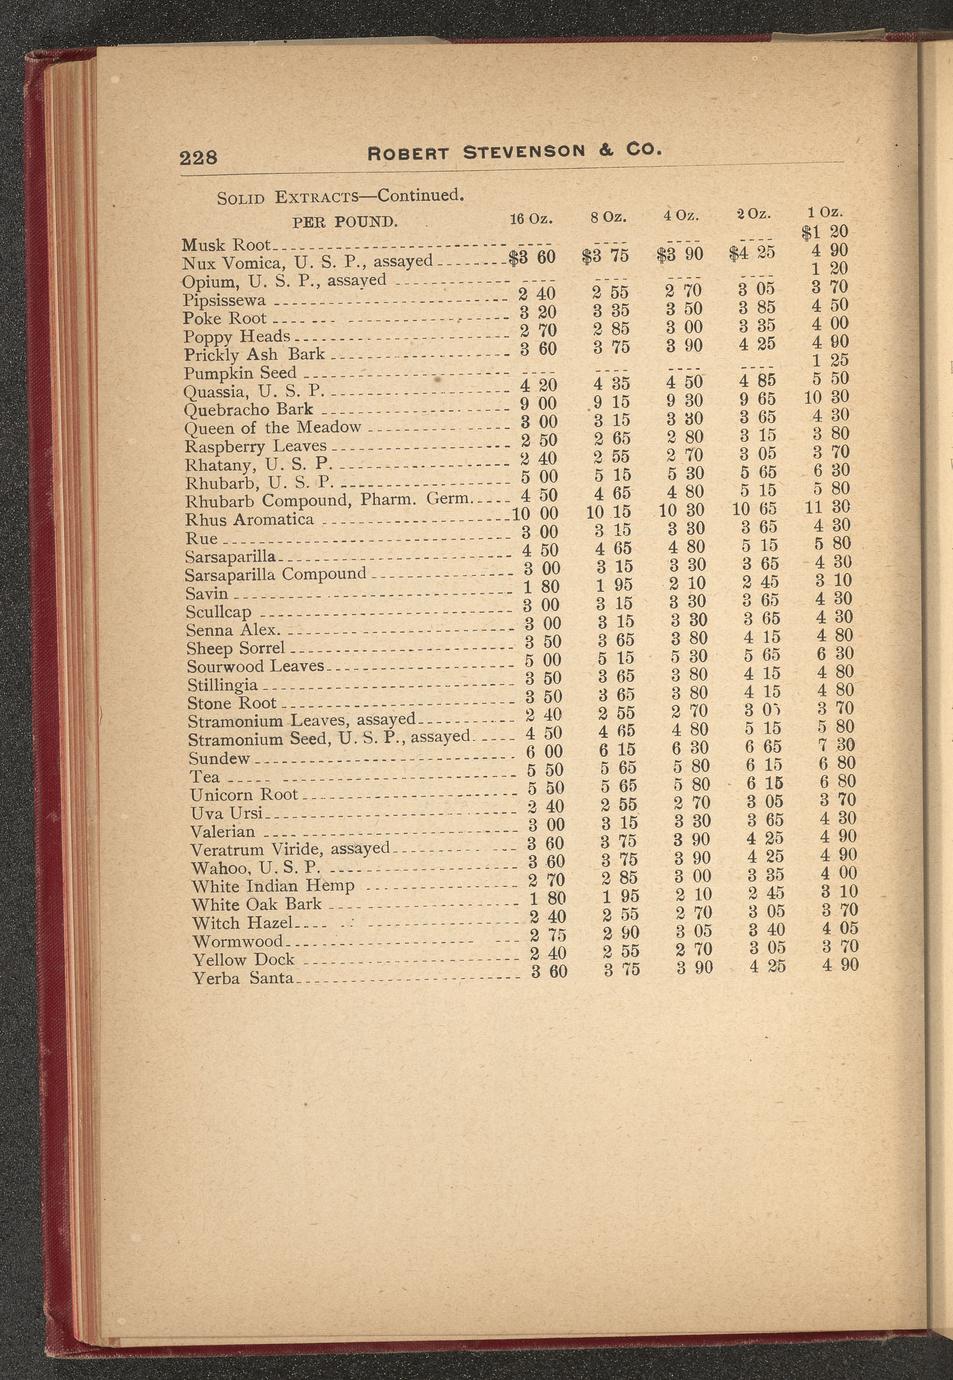 228 ROBERT STEVENSON & CO.
SOLID EXTRACTS—Continued.
PER POUND. 16 Oz. 8 Oz. 4 Oz. 2 Oz. 1 Oz.
Musk Root ---- ---- ---- ---- $1 20
Nux Vomica, U. S. P., assayed $3 60 $3 75 $3 90 $4 25 4 90
Opium, U. S. P., assayed ---- ---- ---- ---- 1 20
Pipsissewa 2 40 2 55 2 70 3 05 3 70
Poke Root 3 20 3 35 3 50 3 85 4 50
Poppy Heads 2 70 2 85 3 00 3 35 4 00
Prickly Ash Bark 3 60 3 75 3 90 4 25 4 90
Pumpkin Seed ---- ---- ---- ---- 1 25
Quassia, U. S. P. 4 20 4 35 4 50 4 85 5 50
Quebracho Bark 9 00 9 15 9 30 9 65 10 30
Queen of the Meadow 3 00 3 15 3 30 3 65 4 30
Raspberry Leaves 2 50 2 65 2 80 3 15 3 80
Rhatany, U. S. P. 2 40 2 55 2 70 3 05 3 70
Rhubarb, U. S. P. 5 00 5 15 5 30 5 65 6 30
Rhubarb Compound, Pharm. Germ. 4 50 4 65 4 80 5 15 5 80
Rhus Aromatica 10 00 10 15 10 30 10 65 11 30
Rue 3 00 3 15 3 30 3 65 4 30
Sarsaparilla 4 50 4 65 4 80 5 15 5 80
Sarsaparilla Compound 3 00 3 15 3 30 3 65 4 30
Savin 1 80 1 95 2 10 2 45 3 10
Scullcap 3 00 3 15 3 30 3 65 4 30
Senna Alex. 3 00 3 15 3 30 3 65 4 30
Sheep Sorrel 3 50 3 65 3 80 4 15 4 80
Sourwood Leaves 5 00 5 15 5 30 5 65 6 30
Stillingia 3 50 3 65 3 80 4 15 4 80
Stone Root 3 50 3 65 3 80 4 15 4 80
Stramonium Leaves, assayed 2 40 2 55 2 70 3 05 3 70
Stramonium Seed, U. S. P., assayed 4 50 4 65 4 80 5 15 5 80
Sundew 6 00 6 15 6 30 6 65 7 30
Tea 5 50 5 65 5 80 6 15 6 80
Unicorn Root 5 50 5 65 5 80 6 15 6 80
Uva Ursi 2 40 2 55 2 70 3 05 3 70
Valerian 3 00 3 15 3 30 3 65 4 30
Veratrum Viride, assayed 3 60 3 75 3 90 4 25 4 90
Wahoo, U. S. P. 3 60 3 75 3 90 4 25 4 90
White Indian Hemp 2 70 2 85 3 00 3 35 4 00
White Oak Bark 1 80 1 95 2 10 2 45 3 10
Witch Hazel 2 40 2 55 2 70 3 05 3 70
Wormwood 2 75 2 90 3 05 3 40 4 05
Yellow Dock 2 40 2 55 2 70 3 05 3 70
Yerba Santa 3 60 3 75 3 90 4 25 4 90